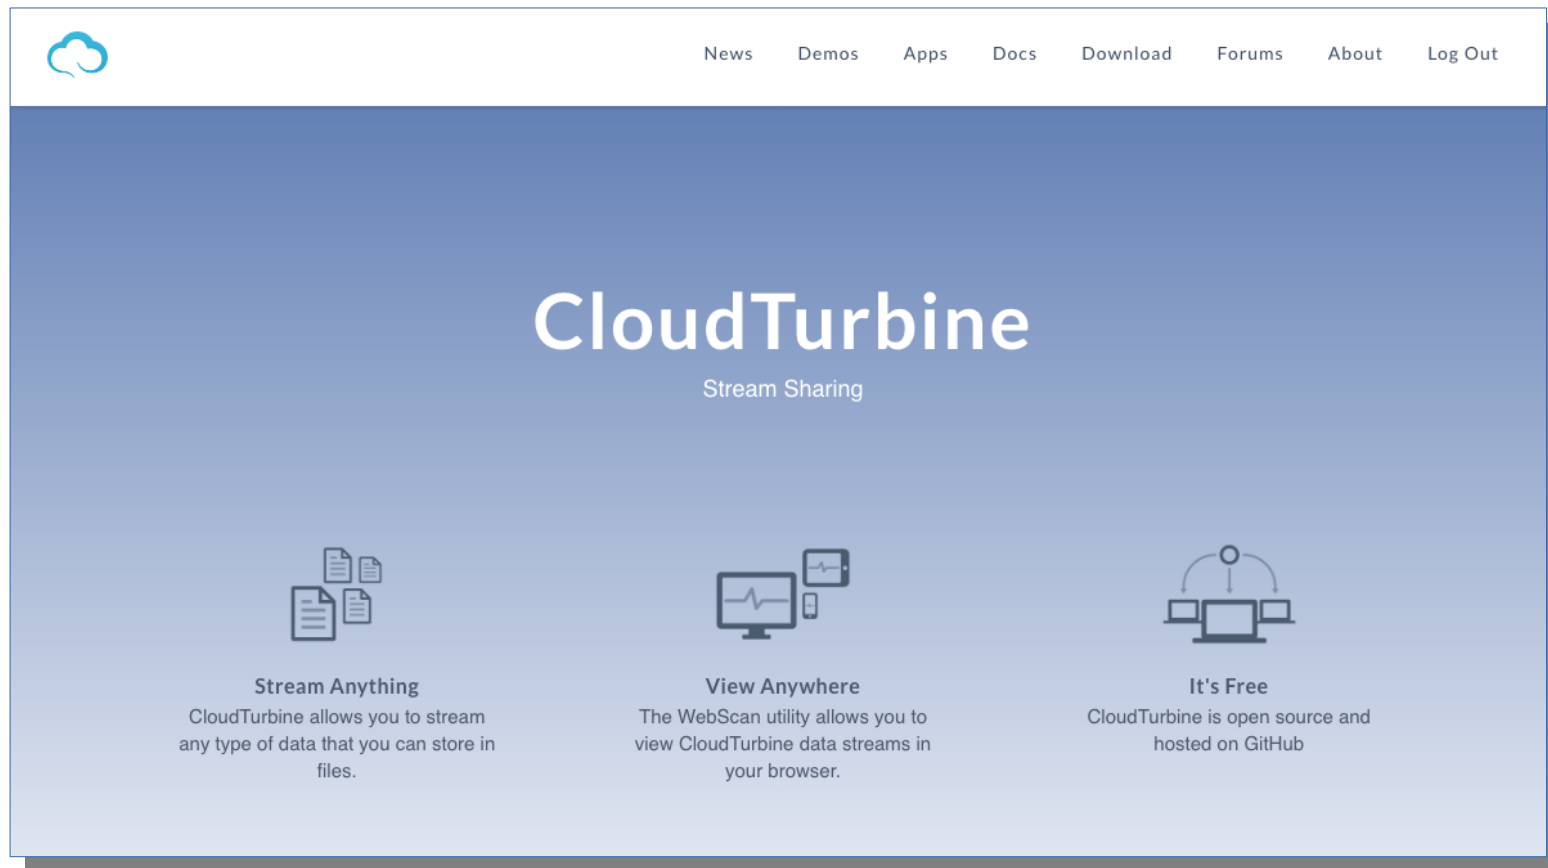 News Demos Apps Docs Download Forums About Log Out
CloudTurbine
Stream Sharing
Stream Anything
CloudTurbine allows you to stream
any type of data that you can store in
files.
View Anywhere
The WebScan utility allows you to
view CloudTurbine data streams in
your browser.
It's Free
CloudTurbine is open source and
hosted on GitHub